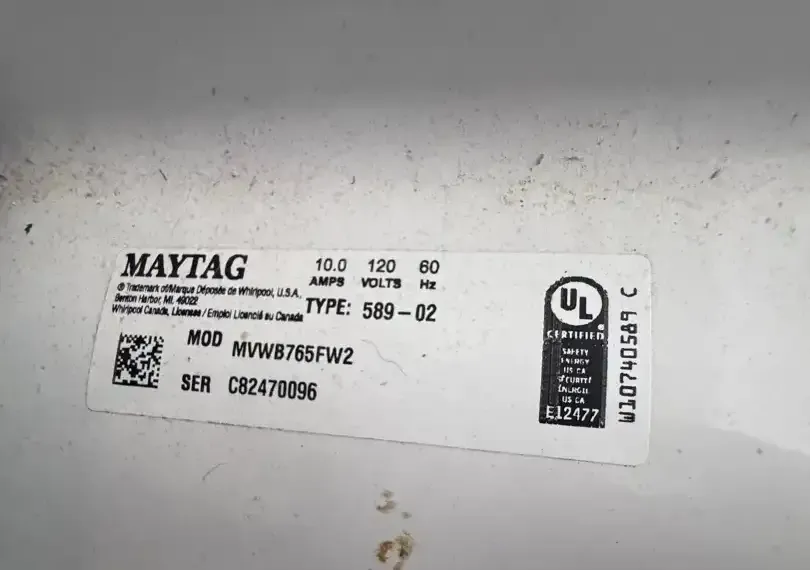 MAYTAG
® Trademark of/Marque Déposée de Whirlpool, U.S.A.,
Benton Harbor, MI. 49022
Whirlpool Canada, Licensee / Emploi Licencié au Canada
10.0 120 60
AMPS VOLTS Hz
TYPE: 589-02
MOD MVWB765FW2
SER C82470096
UL
®
CERTIFIED
SAFETY
ENERGY
US CA
SÉCURITÉ
ÉNERGIE
US CA
E12477
W10740589 C